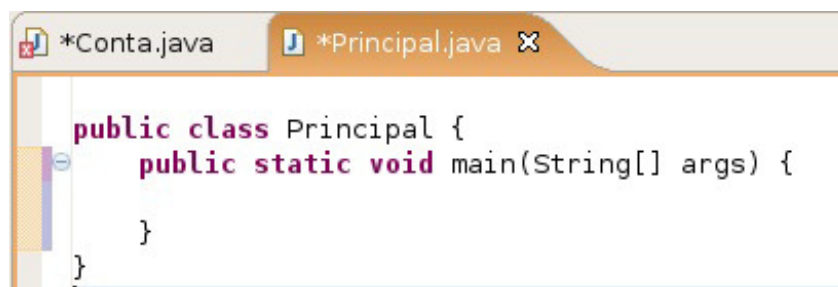 *Conta.java *Principal.java
public class Principal {
    public static void main(String[] args) {
    }
}